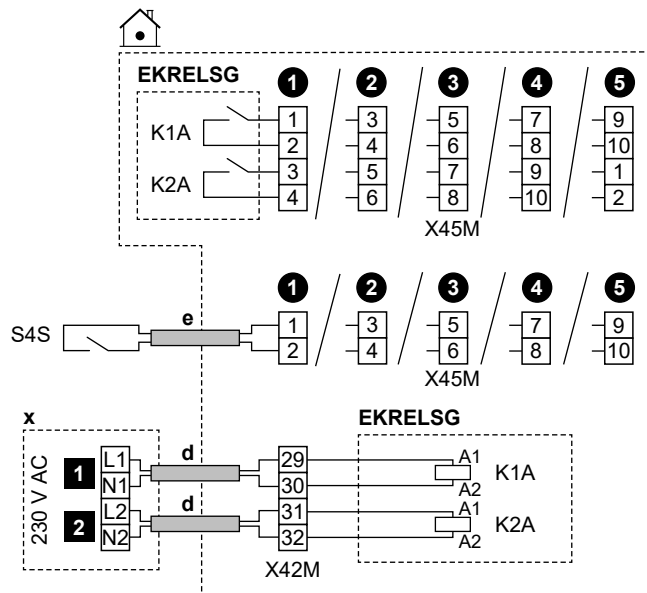 EKRELSG
1 2 3 4 5
K1A 1 3 5 7 9
2 4 6 8 10
K2A 3 5 7 9 1
4 6 8 10 2
X45M
1 2 3 4 5
e
S4S 1 3 5 7 9
2 4 6 8 10
X45M
x
EKRELSG
230 V AC
1 L1 d 29 A1 K1A
N1 30 A2
2 L2 d 31 A1 K2A
N2 32 A2
X42M